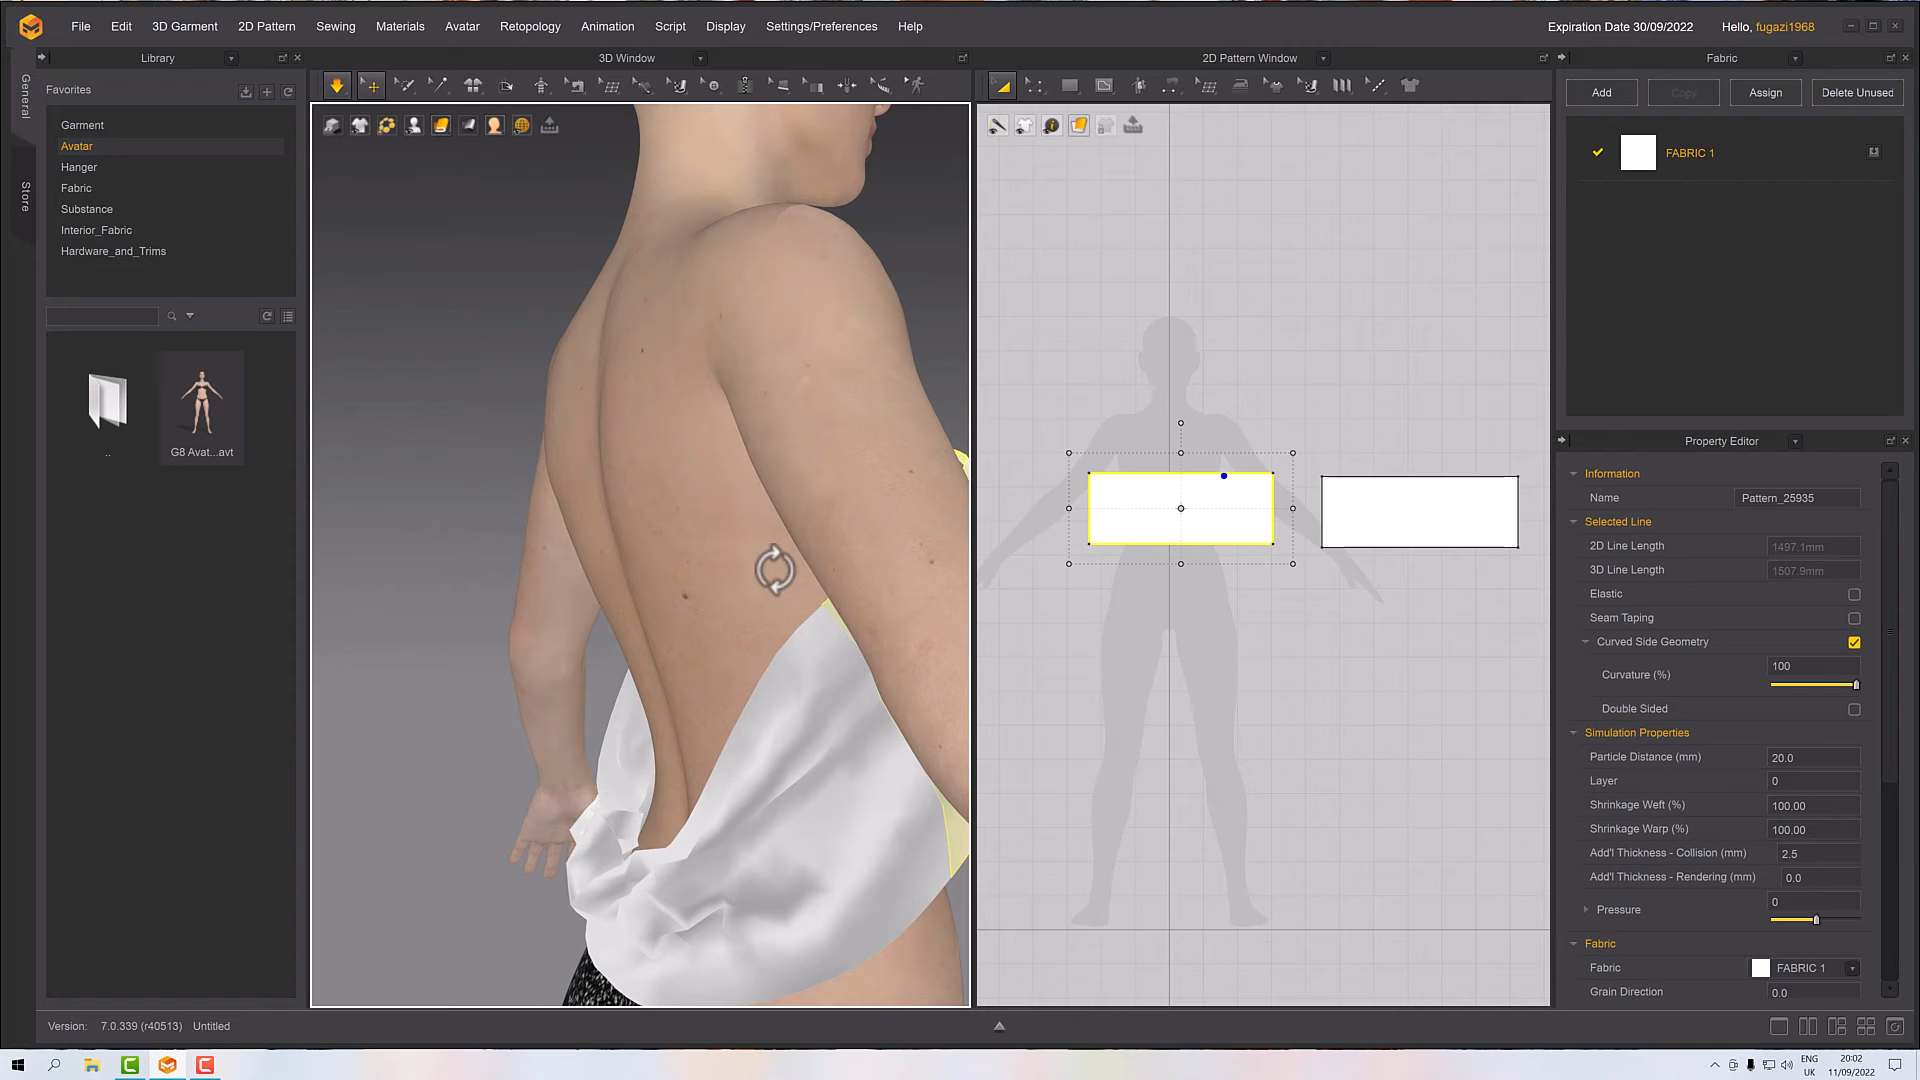 File Edit 3D Garment 2D Pattern Sewing Materials Avatar Retopology Animation Script Display Settings/Preferences Help Expiration Date 30/09/2022 Hello, fugazi1968
Library 3D Window 2D Pattern Window Fabric
General
Store
Favorites
Garment
Avatar
Hanger
Fabric
Substance
Interior_Fabric
Hardware_and_Trims
..
G8 Avat...avt
Add Copy Assign Delete Unused
FABRIC 1
Property Editor
Information
Name Pattern_25935
Selected Line
2D Line Length 1497.1mm
3D Line Length 1507.9mm
Elastic
Seam Taping
Curved Side Geometry
Curvature (%) 100
Double Sided
Simulation Properties
Particle Distance (mm) 20.0
Layer 0
Shrinkage Weft (%) 100.00
Shrinkage Warp (%) 100.00
Add'l Thickness - Collision (mm) 2.5
Add'l Thickness - Rendering (mm) 0.0
Pressure 0
Fabric
Fabric FABRIC 1
Grain Direction 0.0
Version: 7.0.339 (r40513) Untitled
ENG 20:02
UK 11/09/2022